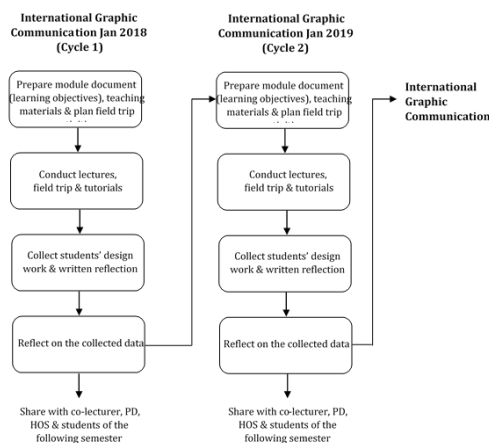 International Graphic
Communication Jan 2018
(Cycle 1)
Prepare module document
(learning objectives), teaching
materials & plan field trip
Conduct lectures,
field trip & tutorials
Collect students' design
work & written reflection
Reflect on the collected data
Share with co-lecturer, PD,
HOS & students of the
following semester
International Graphic
Communication Jan 2019
(Cycle 2)
Prepare module document
(learning objectives), teaching
materials & plan field trip
Conduct lectures,
field trip & tutorials
Collect students' design
work & written reflection
Reflect on the collected data
Share with co-lecturer, PD,
HOS & students of the
following semester
International
Graphic
Communication